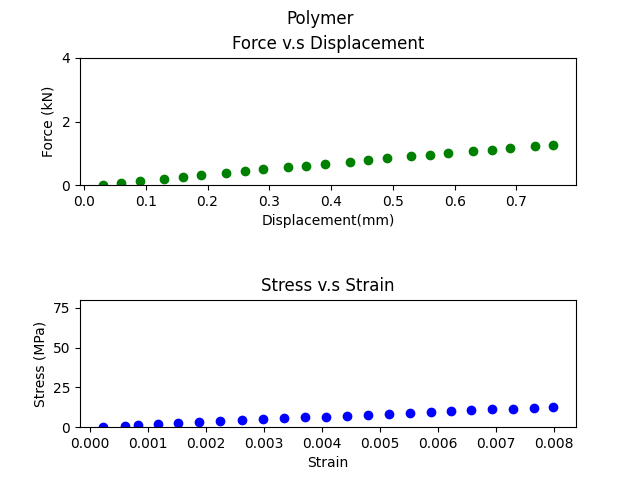 Polymer
Force v.s Displacement
4
2
0
Force (kN)
0.0 0.1 0.2 0.3 0.4 0.5 0.6 0.7
Displacement(mm)
Stress v.s Strain
75
50
25
0
Stress (MPa)
0.000 0.001 0.002 0.003 0.004 0.005 0.006 0.007 0.008
Strain